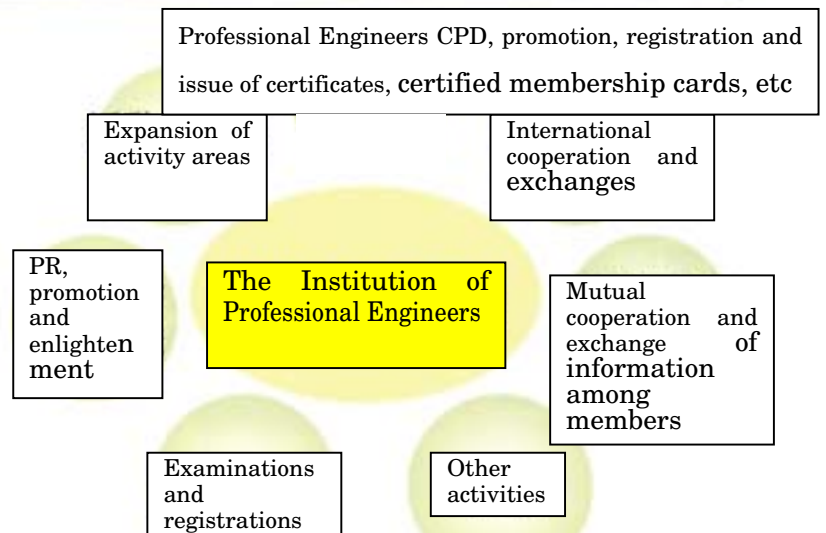 Professional Engineers CPD, promotion, registration and
issue of certificates, certified membership cards, etc
Expansion of
activity areas
International
cooperation and
exchanges
PR,
promotion
and
enlighten
ment
The Institution of
Professional Engineers
Mutual
cooperation and
exchange of
information
among
members
Examinations
and
registrations
Other
activities